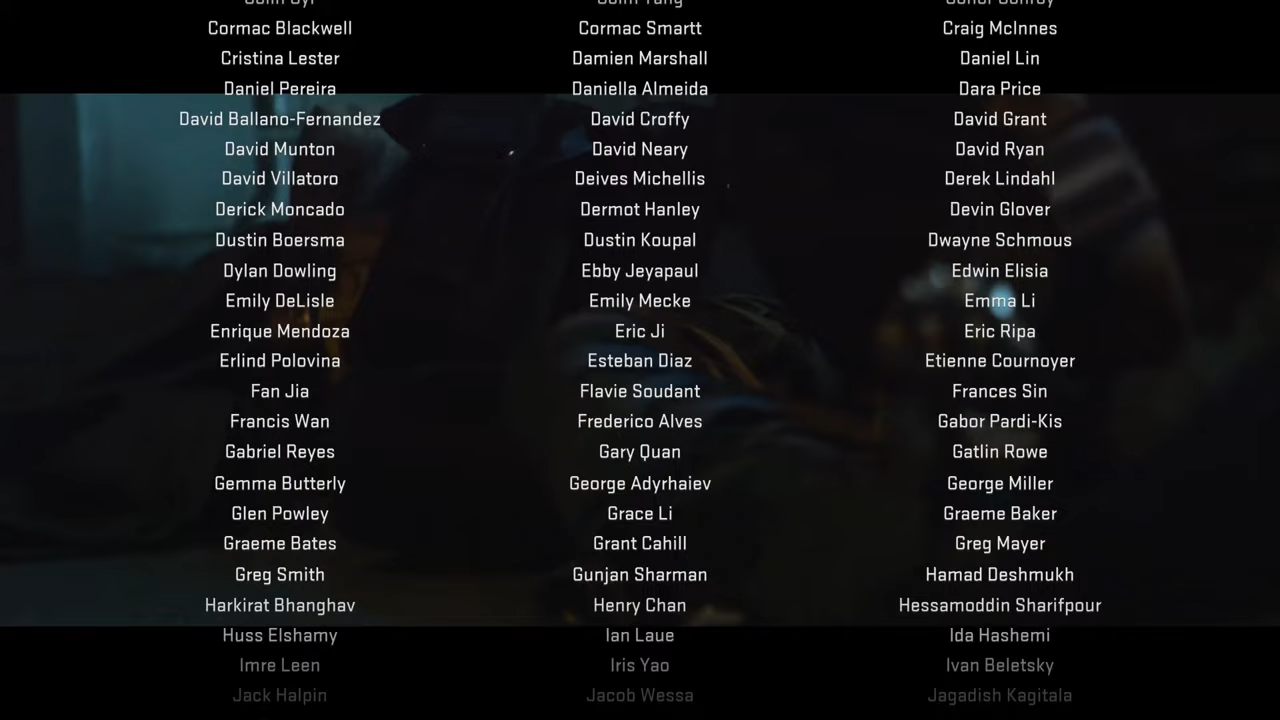 Cormac Blackwell Cormac Smartt Craig McInnes
Cristina Lester Damien Marshall Daniel Lin
Daniel Pereira Daniella Almeida Dara Price
David Ballano-Fernandez David Croffy David Grant
David Munton David Neary David Ryan
David Villatoro Deives Michellis Derek Lindahl
Derick Moncado Dermot Hanley Devin Glover
Dustin Boersma Dustin Koupal Dwayne Schmous
Dylan Dowling Ebby Jeyapaul Edwin Elisia
Emily DeLisle Emily Mecke Emma Li
Enrique Mendoza Eric Ji Eric Ripa
Erlind Polovina Esteban Diaz Etienne Cournoyer
Fan Jia Flavie Soudant Frances Sin
Francis Wan Frederico Alves Gabor Pardi-Kis
Gabriel Reyes Gary Quan Gatlin Rowe
Gemma Butterly George Adyrhaiev George Miller
Glen Powley Grace Li Graeme Baker
Graeme Bates Grant Cahill Greg Mayer
Greg Smith Gunjan Sharman Hamad Deshmukh
Harkirat Bhanghav Henry Chan Hessamoddin Sharifpour
Huss Elshamy Ian Laue Ida Hashemi
Imre Leen Iris Yao Ivan Beletsky
Jack Halpin Jacob Wessa Jagadish Kagitala